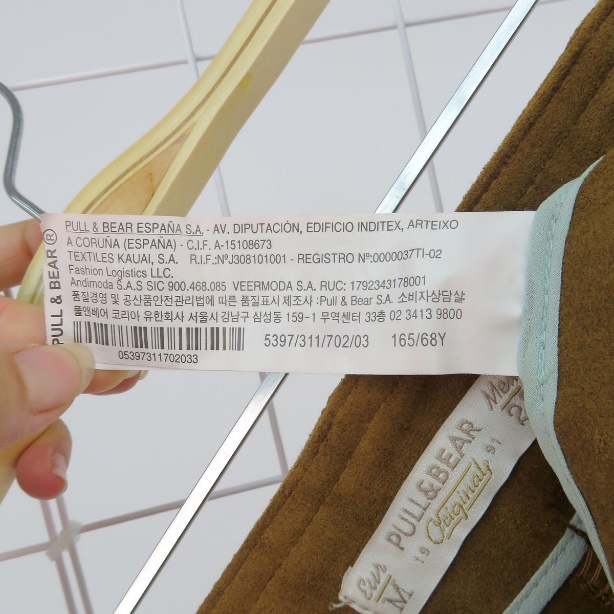 PULL & BEAR ESPAÑA S.A. - AV. DIPUTACIÓN, EDIFICIO INDITEX, ARTEIXO
A CORUÑA (ESPAÑA) - C.I.F. A-15108673
TEXTILES KAUAI, S.A. R.I.F.:NºJ308101001 - REGISTRO Nº:0000037TI-02
Fashion Logistics LLC.
Andimoda S.A.S SIC 900.468.085 VEERMODA S.A. RUC: 1792343178001
품질경영 및 공산품안전관리법에 따른 품질표시 제조사 :Pull & Bear S.A. 소비자상담실
풀앤베어 코리아 유한회사 서울시강남구 삼성동 159-1 무역센터 33층 02 3413 9800
05397311702033
5397/311/702/03 165/68Y
PULL & BEAR®
PULL&BEAR
19 Originals 91
Eur
M